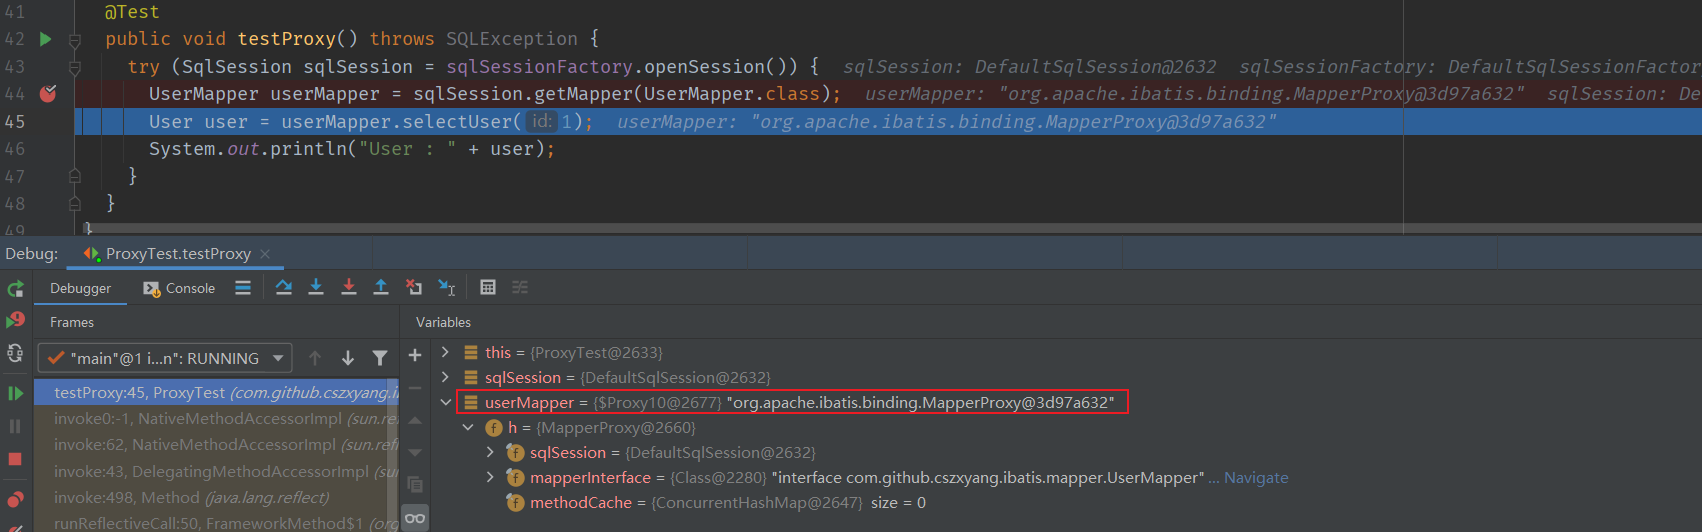 41 @Test
42 public void testProxy() throws SQLException {
43 try (SqlSession sqlSession = sqlSessionFactory.openSession()) { sqlSession: DefaultSqlSession@2632 sqlSessionFactory: DefaultSqlSessionFactor
44 UserMapper userMapper = sqlSession.getMapper(UserMapper.class); userMapper: "org.apache.ibatis.binding.MapperProxy@3d97a632" sqlSession: De
45 User user = userMapper.selectUser( id: 1); userMapper: "org.apache.ibatis.binding.MapperProxy@3d97a632"
46 System.out.println("User : " + user);
47 }
48 }
49 }
Debug: ProxyTest.testProxy
Debugger Console
Frames Variables
"main"@1 i...n": RUNNING
this = {ProxyTest@2633}
sqlSession = {DefaultSqlSession@2632}
testProxy:45, ProxyTest (com.github.cszxyang.i
userMapper = {$Proxy10@2677} "org.apache.ibatis.binding.MapperProxy@3d97a632"
invoke0:-1, NativeMethodAccessorImpl (sun.re
h = {MapperProxy@2660}
invoke:62, NativeMethodAccessorImpl (sun.ref
sqlSession = {DefaultSqlSession@2632}
invoke:43, DelegatingMethodAccessorImpl (su
mapperInterface = {Class@2280} "interface com.github.cszxyang.ibatis.mapper.UserMapper" ... Navigate
invoke:498, Method (java.lang.reflect)
methodCache = {ConcurrentHashMap@2647} size = 0
runReflectiveCall:50, FrameworkMethod$1 (org